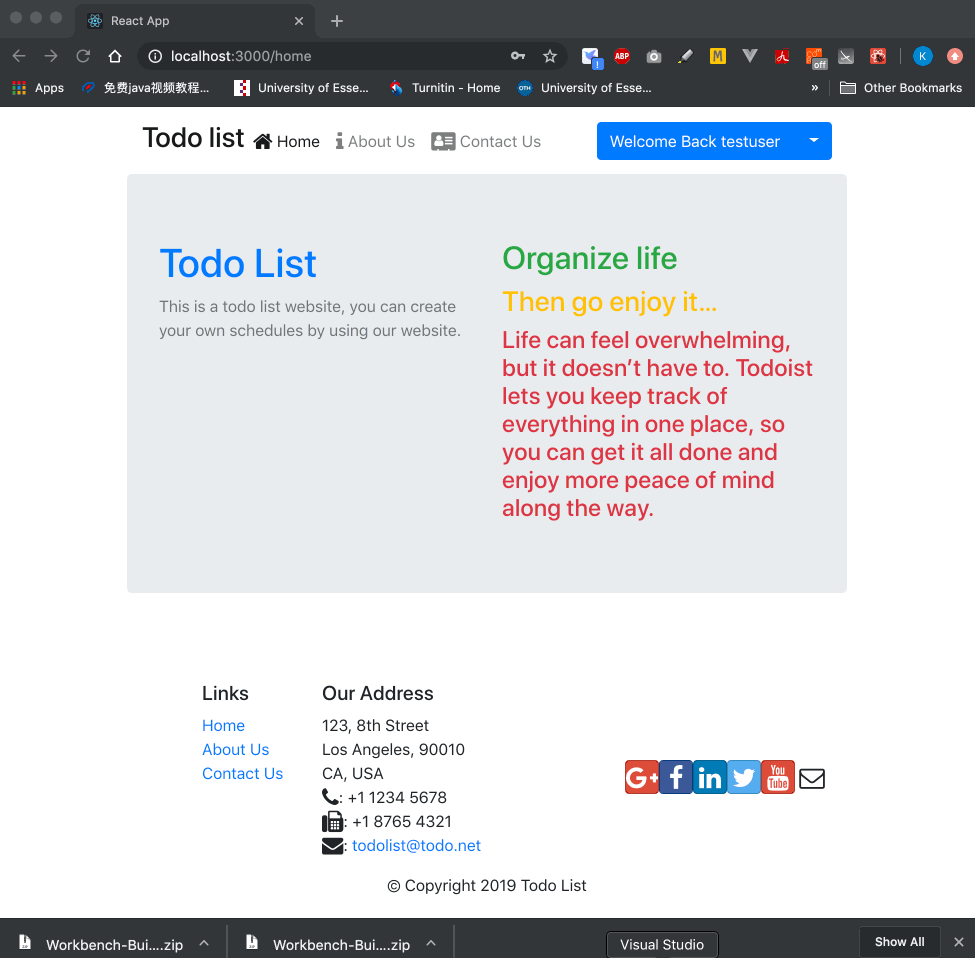 React App
localhost:3000/home
ABP
M
off
K
Apps
免费java视频教程...
University of Esse...
Turnitin - Home
OTH
University of Esse...
»
Other Bookmarks
Todo list
Home
About Us
Contact Us
Welcome Back testuser
Todo List
This is a todo list website, you can create
your own schedules by using our website.
Organize life
Then go enjoy it...
Life can feel overwhelming,
but it doesn’t have to. Todoist
lets you keep track of
everything in one place, so
you can get it all done and
enjoy more peace of mind
along the way.
Links
Home
About Us
Contact Us
Our Address
123, 8th Street
Los Angeles, 90010
CA, USA
: +1 1234 5678
: +1 8765 4321
: todolist@todo.net
G+
f
in
You
Tube
© Copyright 2019 Todo List
Workbench-Bui....zip
Workbench-Bui....zip
Visual Studio
Show All